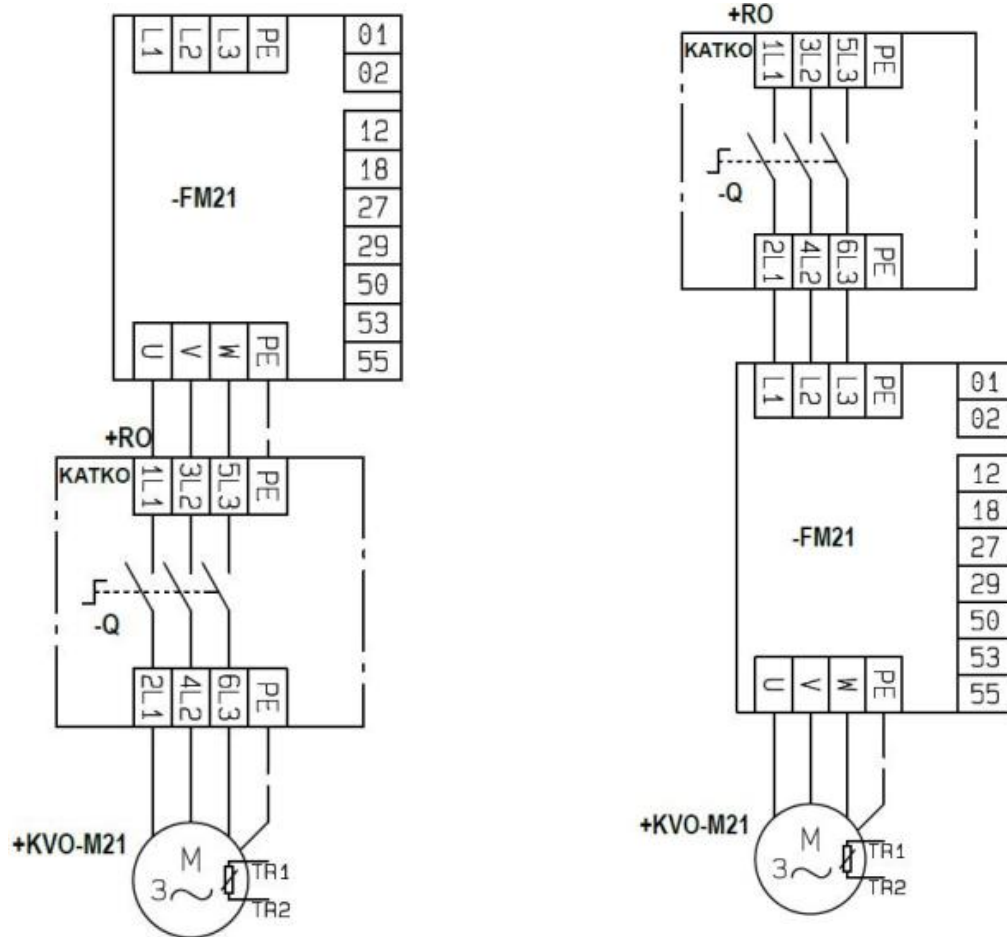 L1 L2 L3 PE
01
02
12
18
27
29
50
53
55
-FM21
U V W PE
+RO
KATKO
1L1 3L2 5L3 PE
-Q
2L1 4L2 6L3 PE
+KVO-M21
M
3
TR1
TR2
+RO
KATKO
1L1 3L2 5L3 PE
-Q
2L1 4L2 6L3 PE
L1 L2 L3 PE
01
02
12
18
27
29
50
53
55
-FM21
U V W PE
+KVO-M21
M
3
TR1
TR2